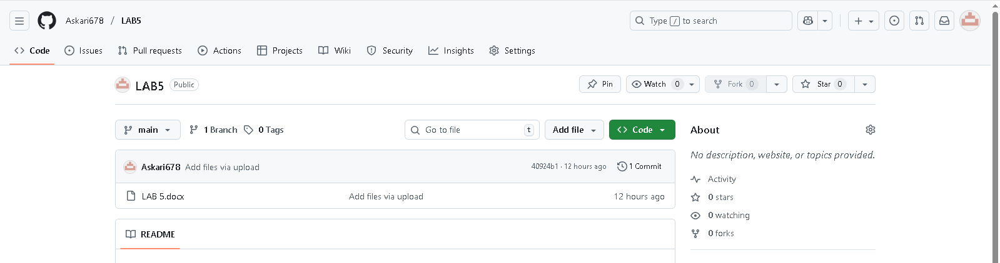 Askari678 / LAB5
Type / to search
Code Issues Pull requests Actions Projects Wiki Security Insights Settings
LAB5 Public
Pin Watch 0 Fork 0 Star 0
main 1 Branch 0 Tags Go to file t Add file Code
About
No description, website, or topics provided.
Askari678 Add files via upload 40924b1 · 12 hours ago 1 Commit
LAB 5.docx Add files via upload 12 hours ago
Activity
0 stars
0 watching
0 forks
README